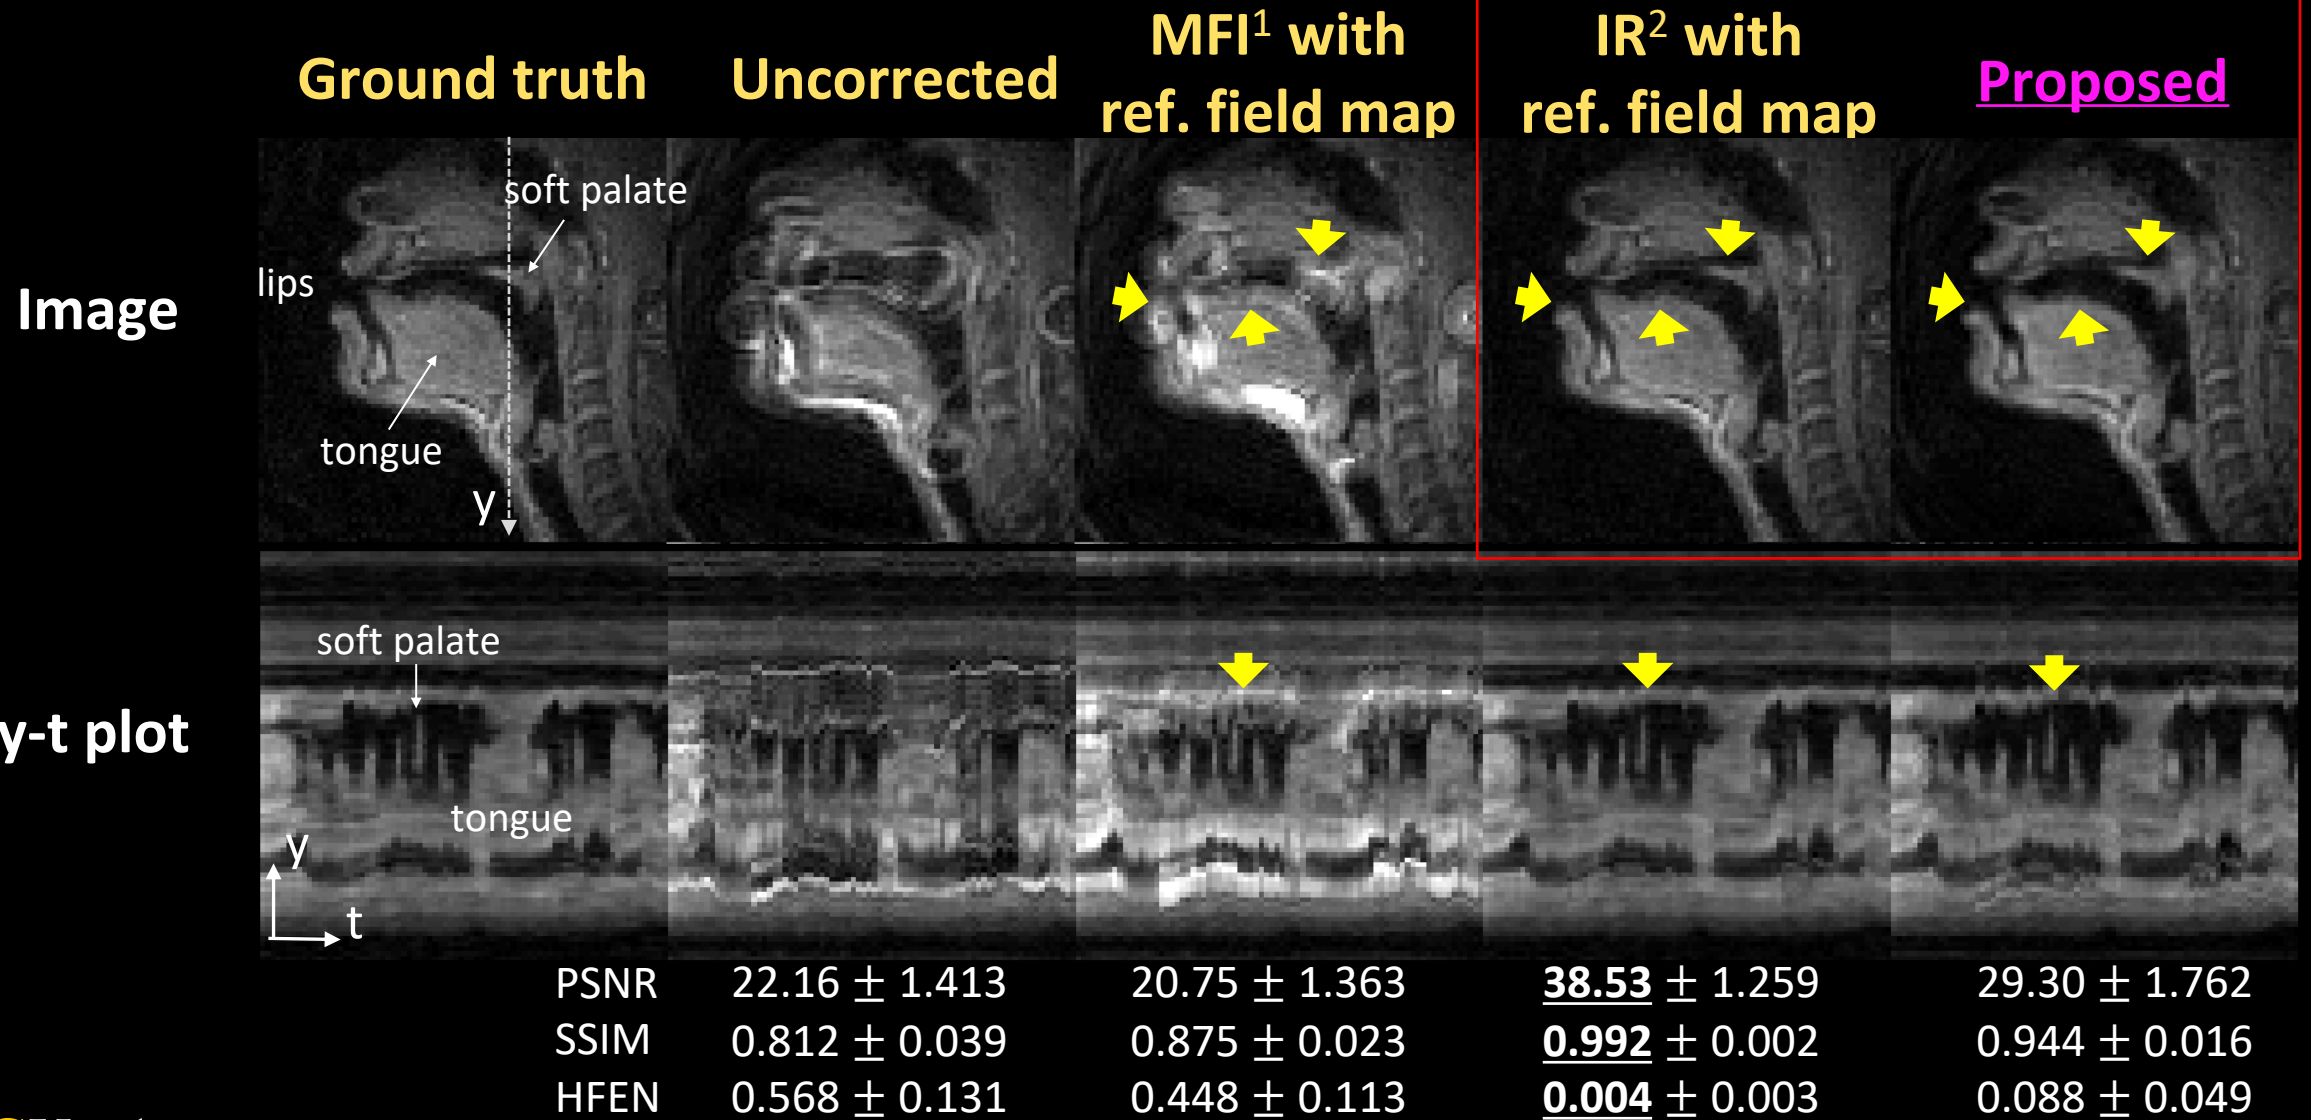 Ground truth
Uncorrected
MFI¹ with
ref. field map
IR² with
ref. field map
Proposed
Image
soft palate
lips
tongue
y
y-t plot
soft palate
tongue
y
t
PSNR 22.16 ± 1.413 20.75 ± 1.363 38.53 ± 1.259 29.30 ± 1.762
SSIM 0.812 ± 0.039 0.875 ± 0.023 0.992 ± 0.002 0.944 ± 0.016
HFEN 0.568 ± 0.131 0.448 ± 0.113 0.004 ± 0.003 0.088 ± 0.049